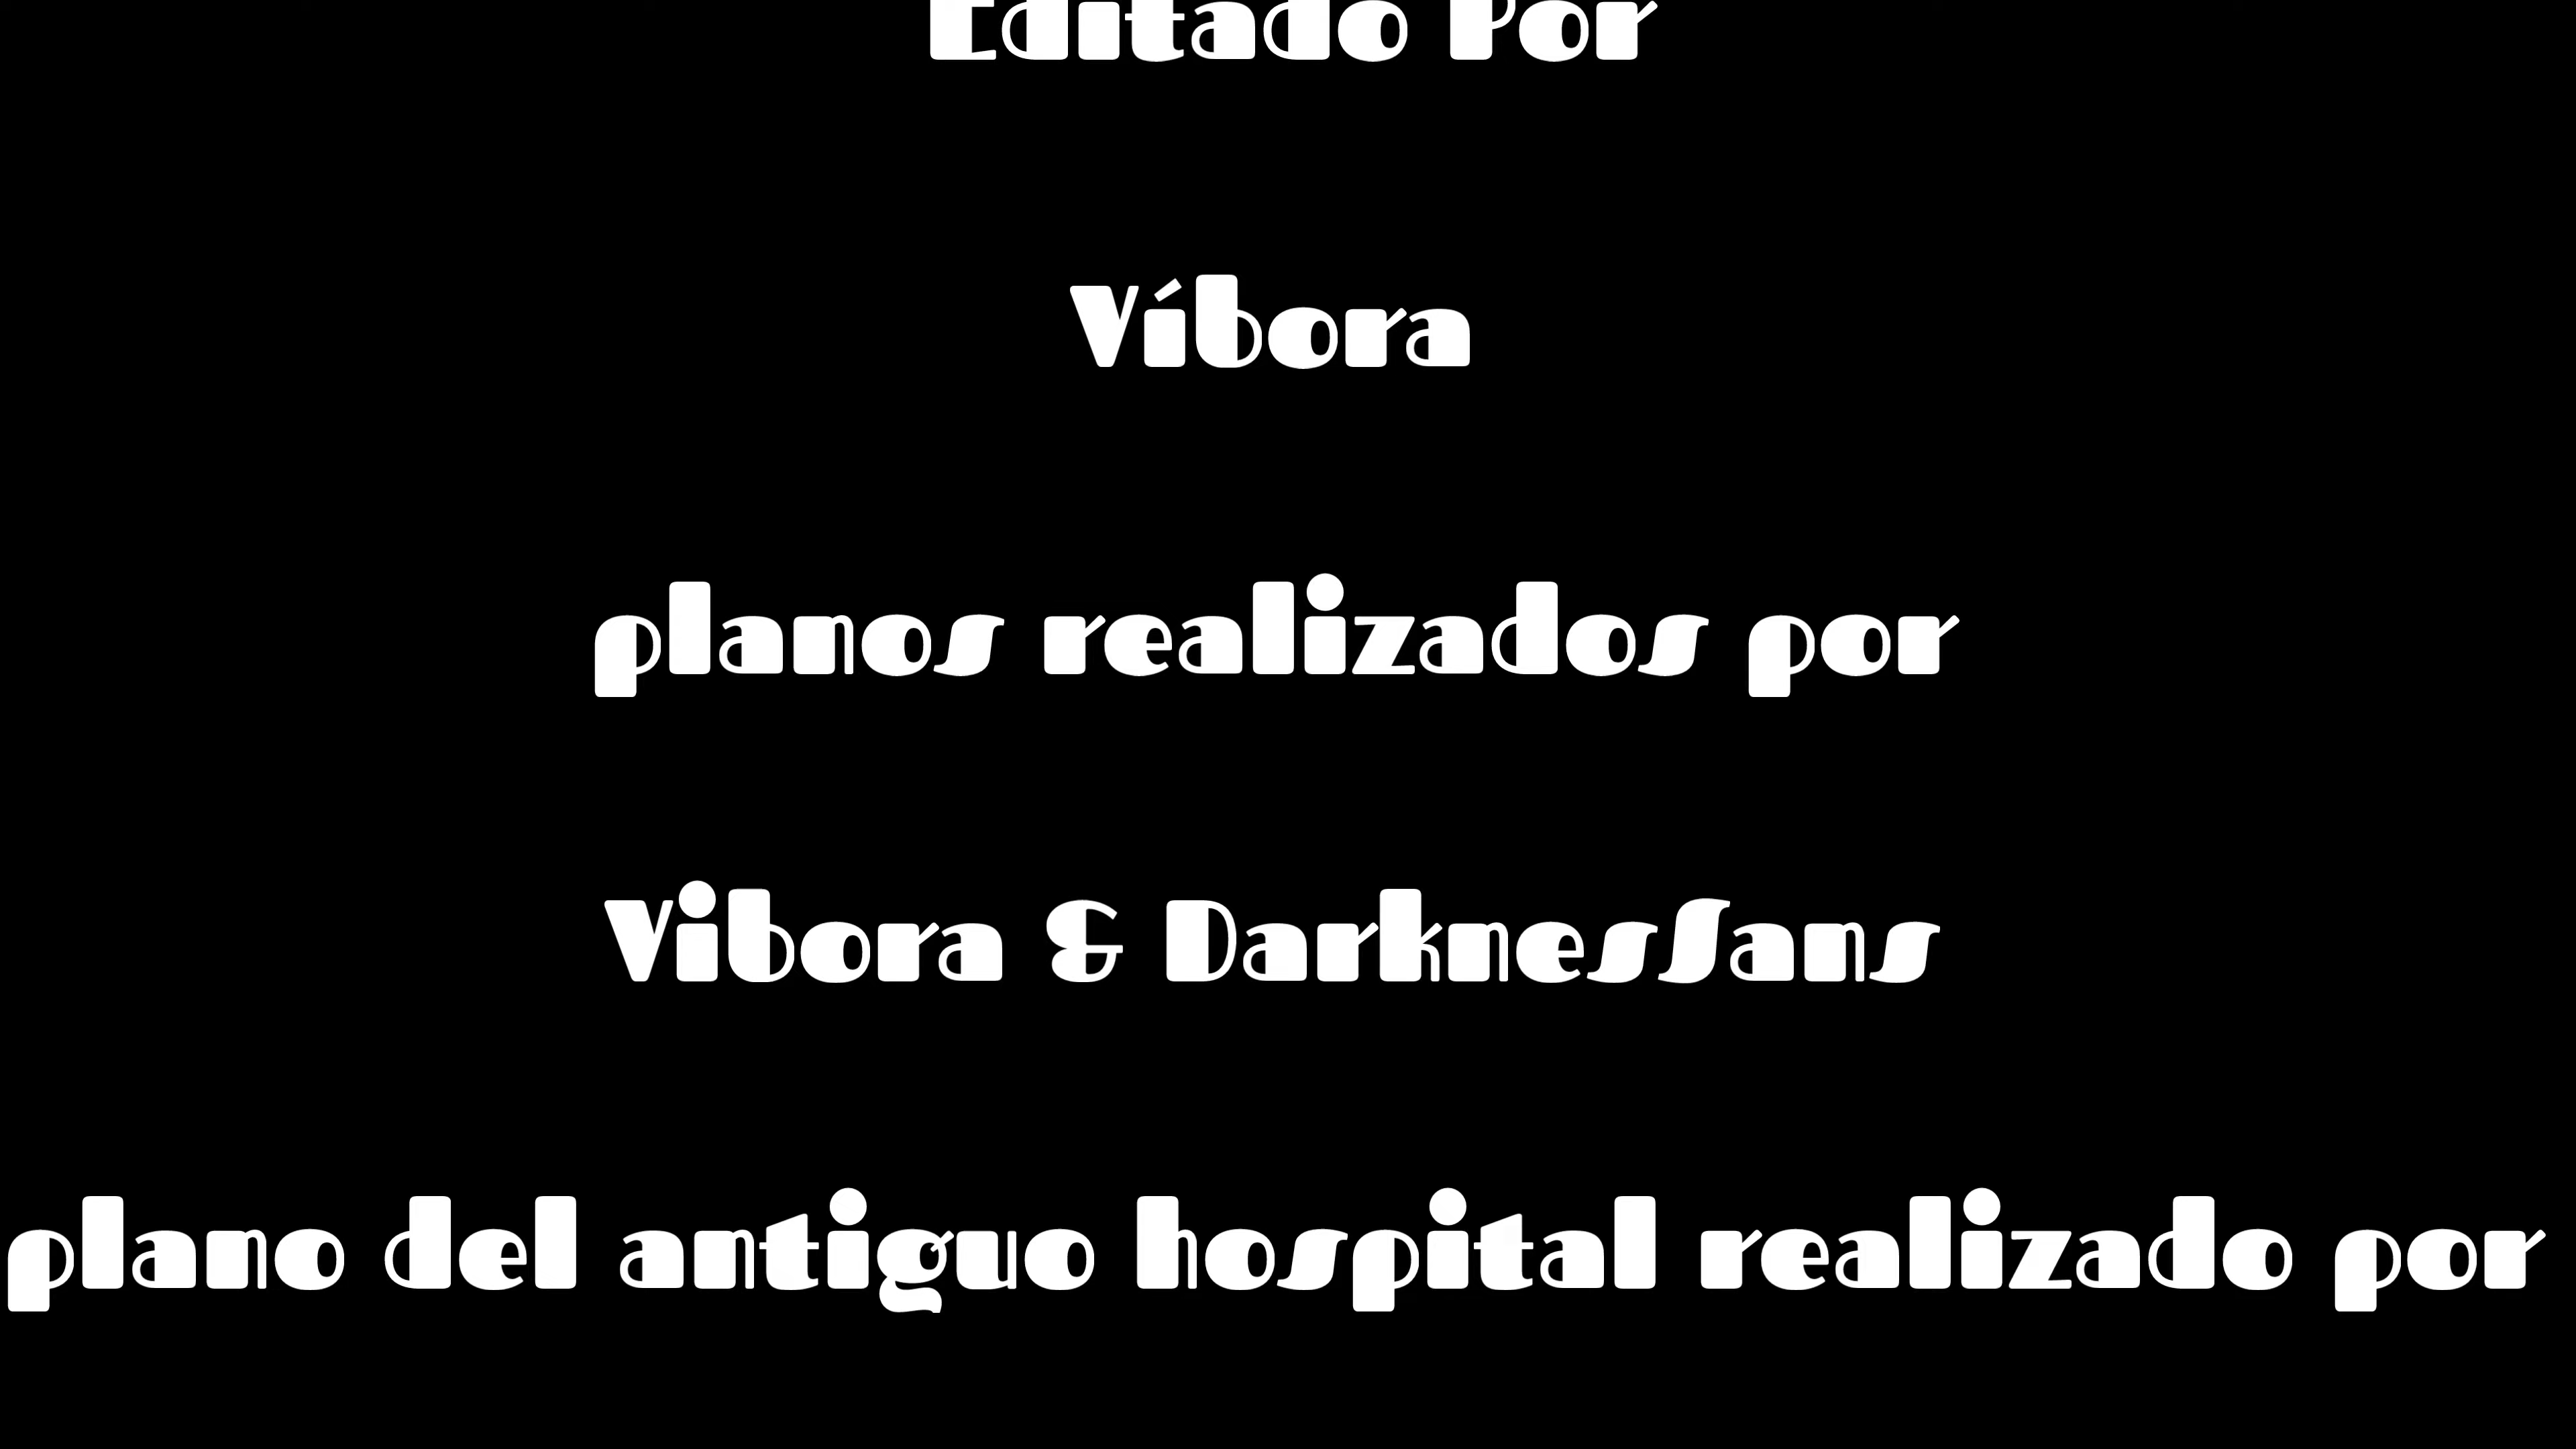 Editado Por
Víbora
planos realizados por
Vibora & DarknesSans
plano del antiguo hospital realizado por